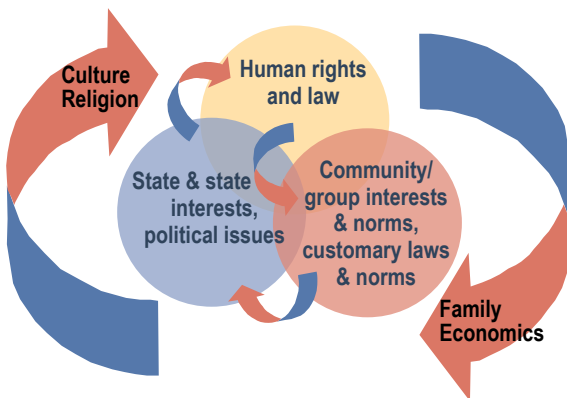 Culture
Religion
Human rights
and law
State & state
interests,
political issues
Community/
group interests
& norms,
customary laws
& norms
Family
Economics